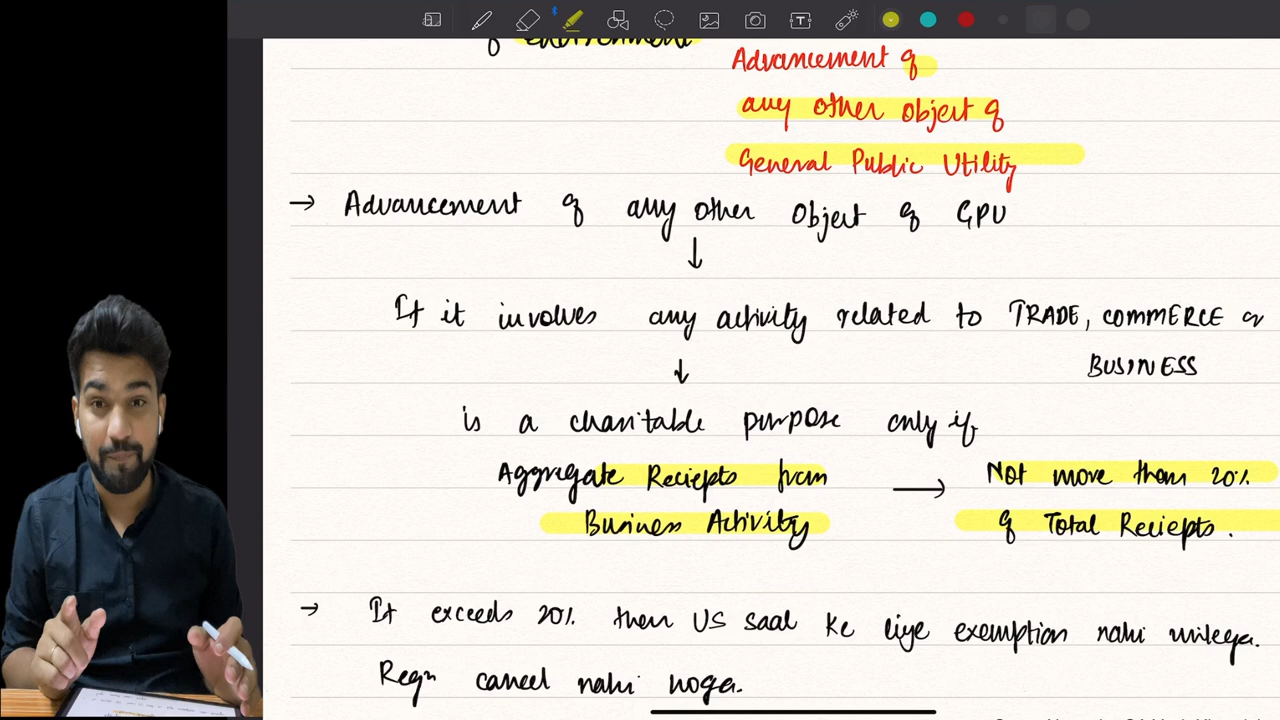 of environment
Advancement of
any other object of
General Public Utility
→ Advancement of any other Object of GPU
↓
If it involves any activity related to TRADE, COMMERCE or
BUSINESS
↓
is a charitable purpose only if
Aggregate Reciepts from → Not more than 20%
Business Activity of Total Reciepts.
→ If exceeds 20% then US saal ke liye exemption nahi milega.
Regn cancel nahi hoga.